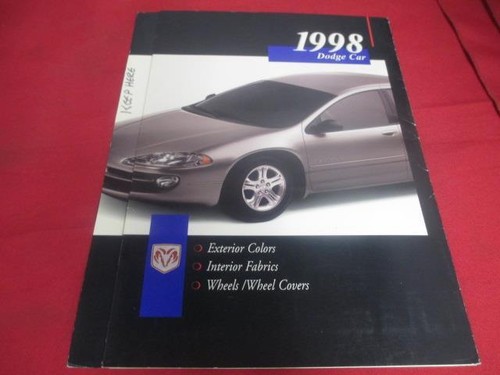 1998
Dodge Car
KEEP HERE
Exterior Colors
Interior Fabrics
Wheels /Wheel Covers